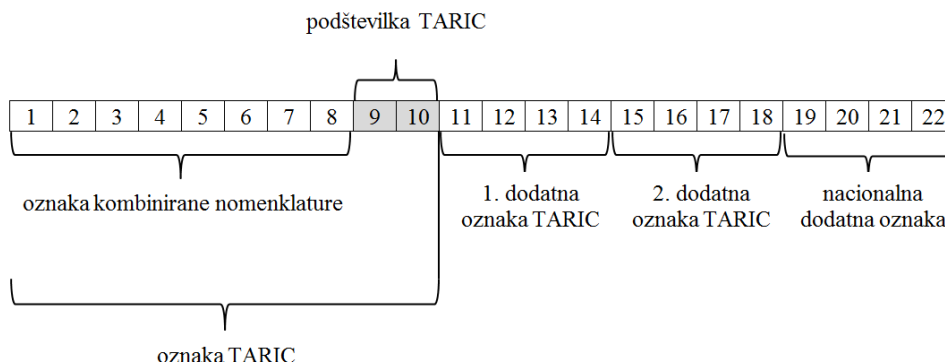 podštevilka TARIC
1 2 3 4 5 6 7 8 9 10 11 12 13 14 15 16 17 18 19 20 21 22
oznaka kombinirane nomenklature
1. dodatna
oznaka TARIC
2. dodatna
oznaka TARIC
nacionalna
dodatna oznaka
oznaka TARIC